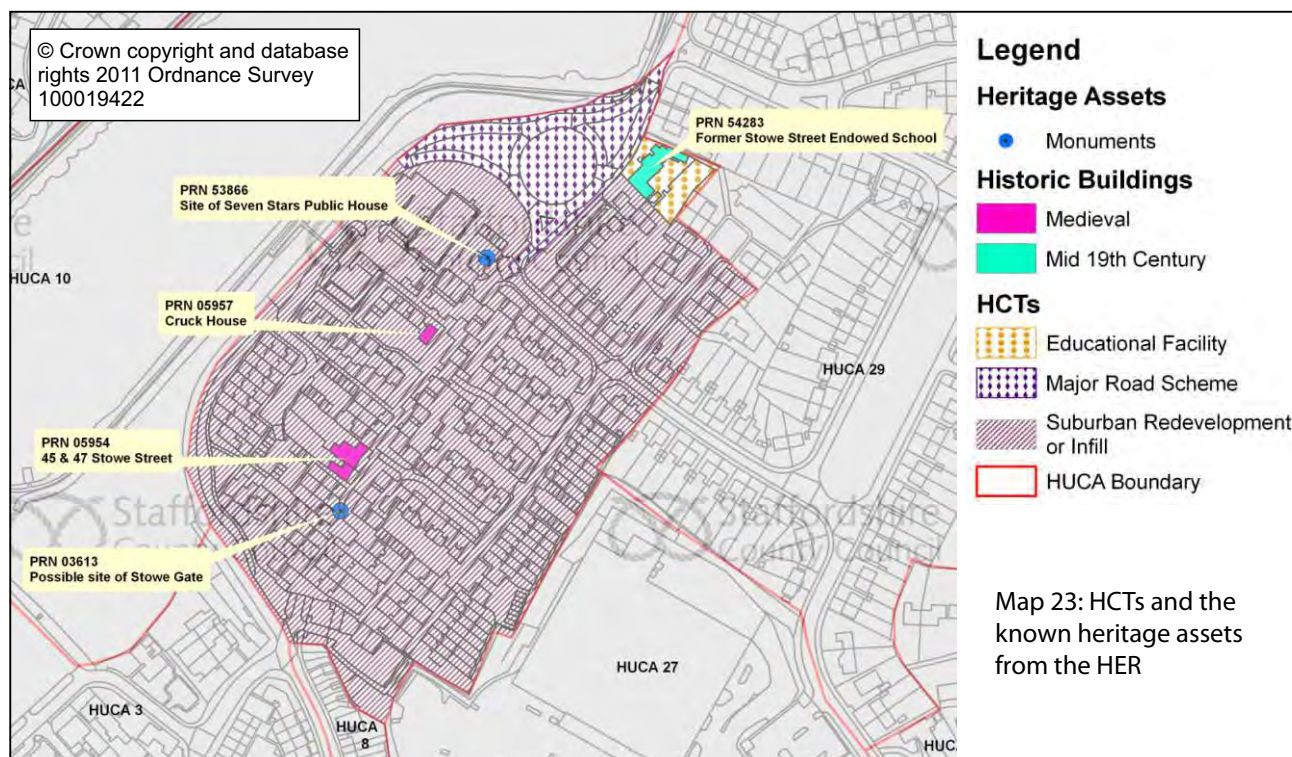 © Crown copyright and database
rights 2011 Ordnance Survey
100019422
PRN 54283
Former Stowe Street Endowed School
PRN 53866
Site of Seven Stars Public House
HUCA 10
PRN 05957
Cruck House
HUCA 29
PRN 05954
45 & 47 Stowe Street
Staffordshire
County Council
PRN 03613
Possible site of Stowe Gate
HUCA 27
HUCA 3
HUCA
8
Legend
Heritage Assets
Monuments
Historic Buildings
Medieval
Mid 19th Century
HCTs
Educational Facility
Major Road Scheme
Suburban Redevelopment
or Infill
HUCA Boundary
Map 23: HCTs and the
known heritage assets
from the HER